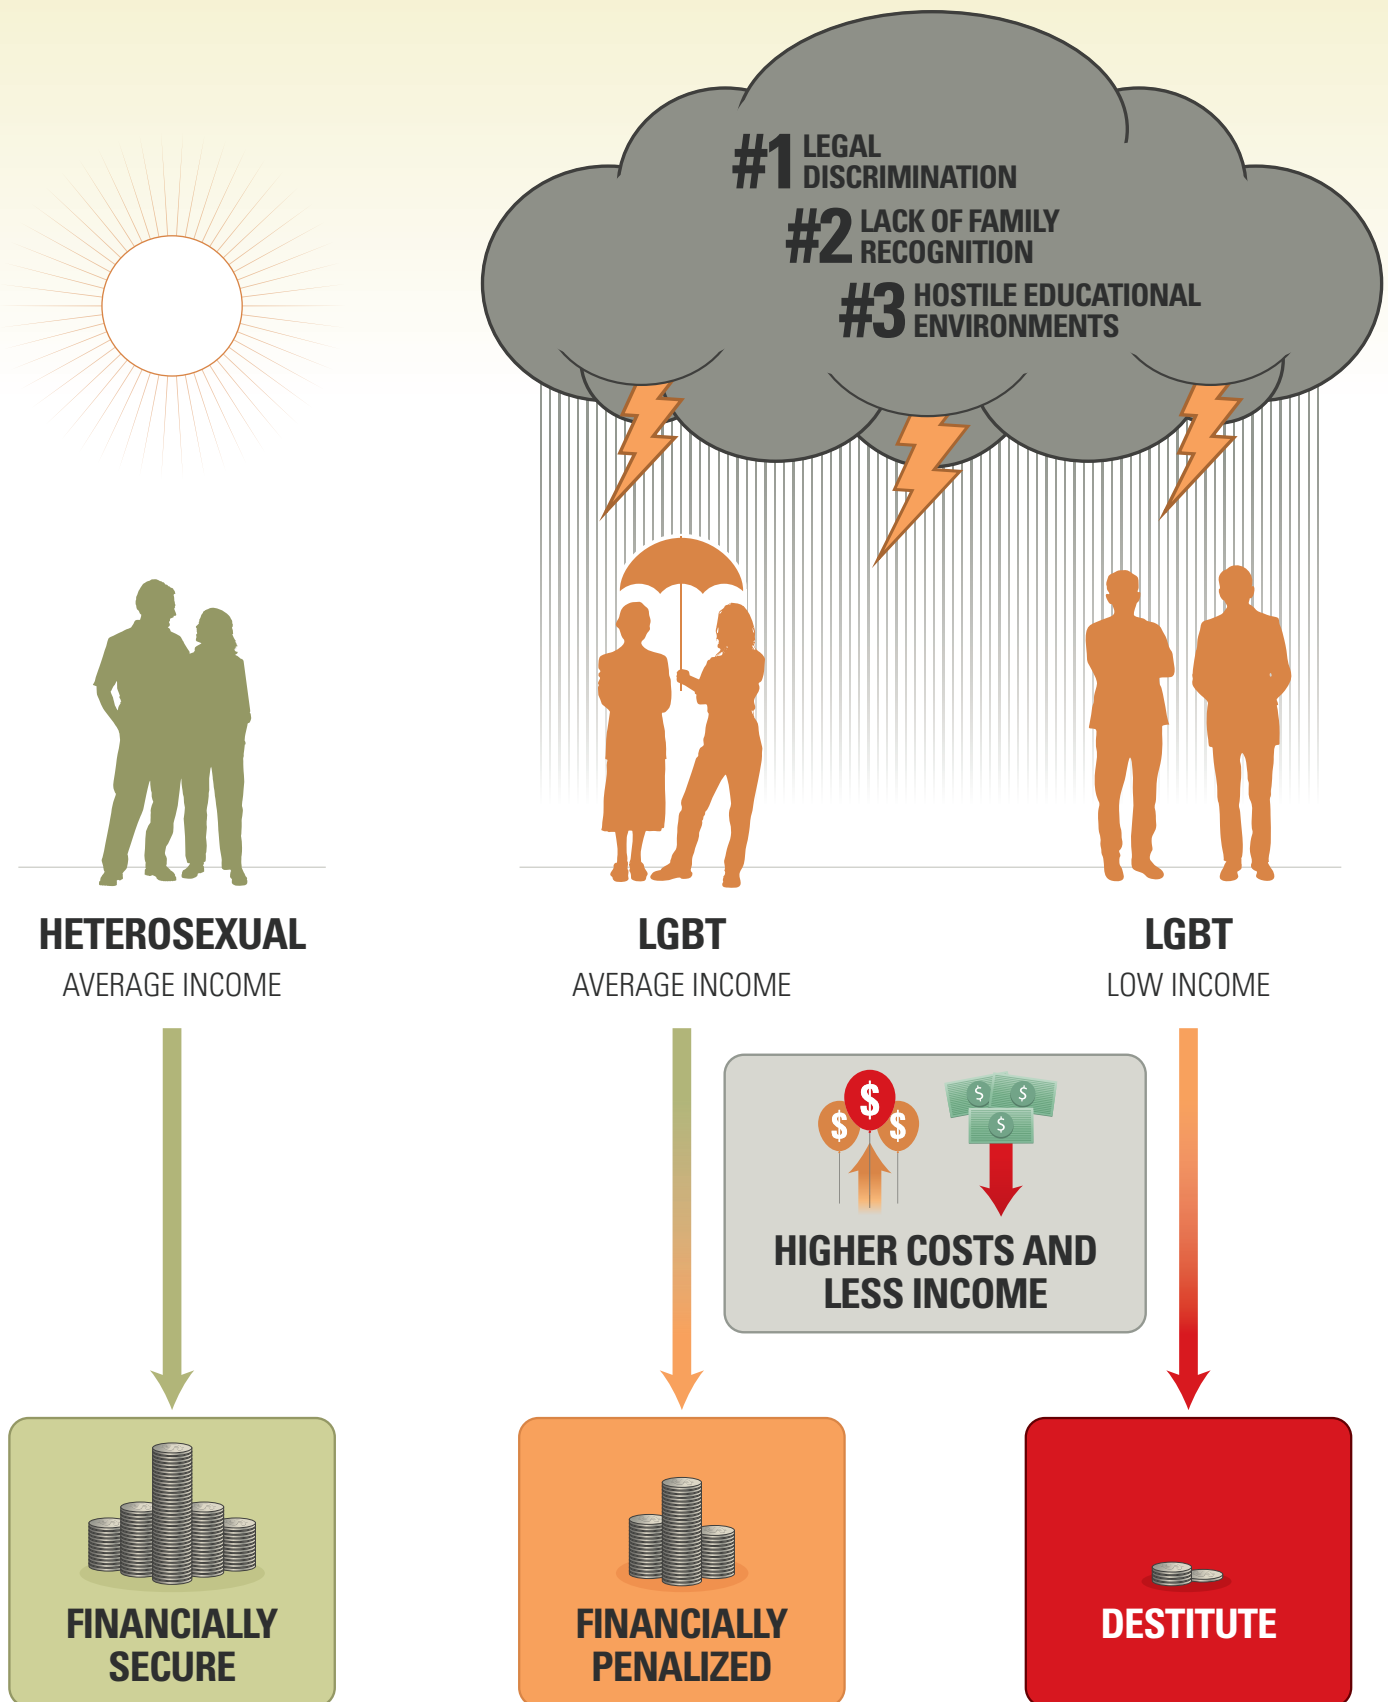 #1 LEGAL
DISCRIMINATION
#2 LACK OF FAMILY
RECOGNITION
#3 HOSTILE EDUCATIONAL
ENVIRONMENTS
HETEROSEXUAL
AVERAGE INCOME
LGBT
AVERAGE INCOME
LGBT
LOW INCOME
$ $ $
$ $
$
HIGHER COSTS AND
LESS INCOME
FINANCIALLY
SECURE
FINANCIALLY
PENALIZED
DESTITUTE